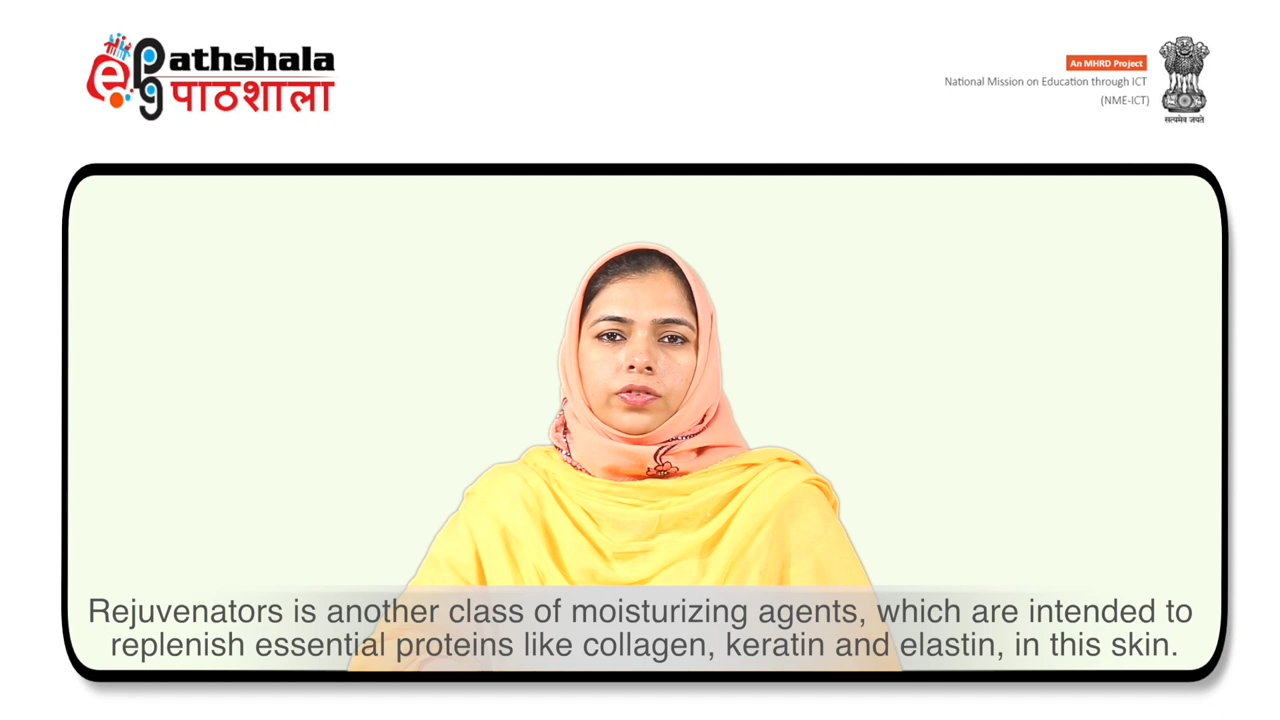 e pg athshala
पाठशाला
An MHRD Project
National Mission on Education through ICT
(NME-ICT)
सत्यमेव जयते
Rejuvenators is another class of moisturizing agents, which are intended to
replenish essential proteins like collagen, keratin and elastin, in this skin.